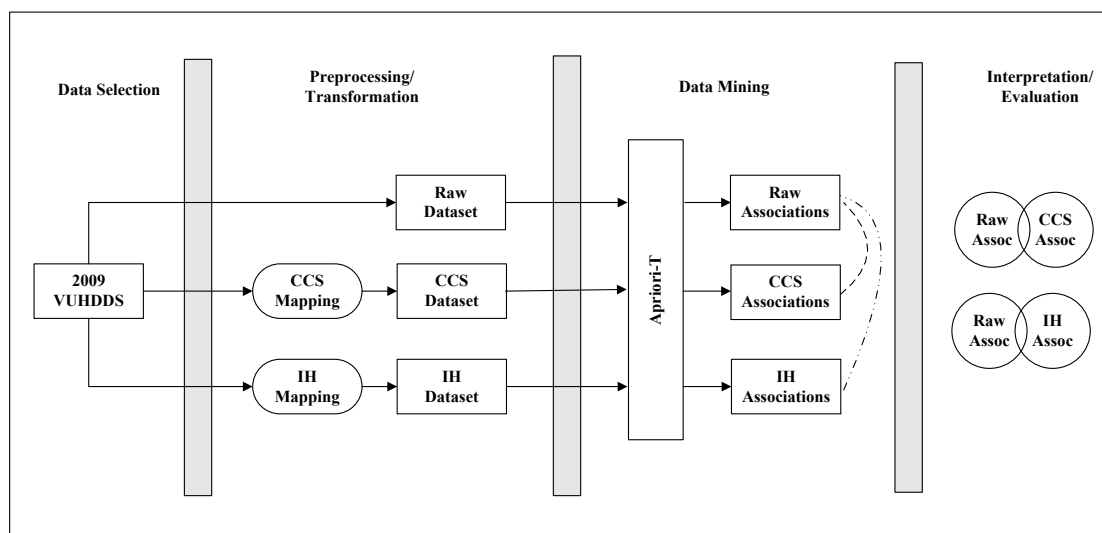 Data Selection
Preprocessing/
Transformation
Data Mining
Interpretation/
Evaluation
2009
VUHDDS
CCS
Mapping
IH
Mapping
Raw
Dataset
CCS
Dataset
IH
Dataset
Apriori-T
Raw
Associations
CCS
Associations
IH
Associations
Raw
Assoc
CCS
Assoc
Raw
Assoc
IH
Assoc